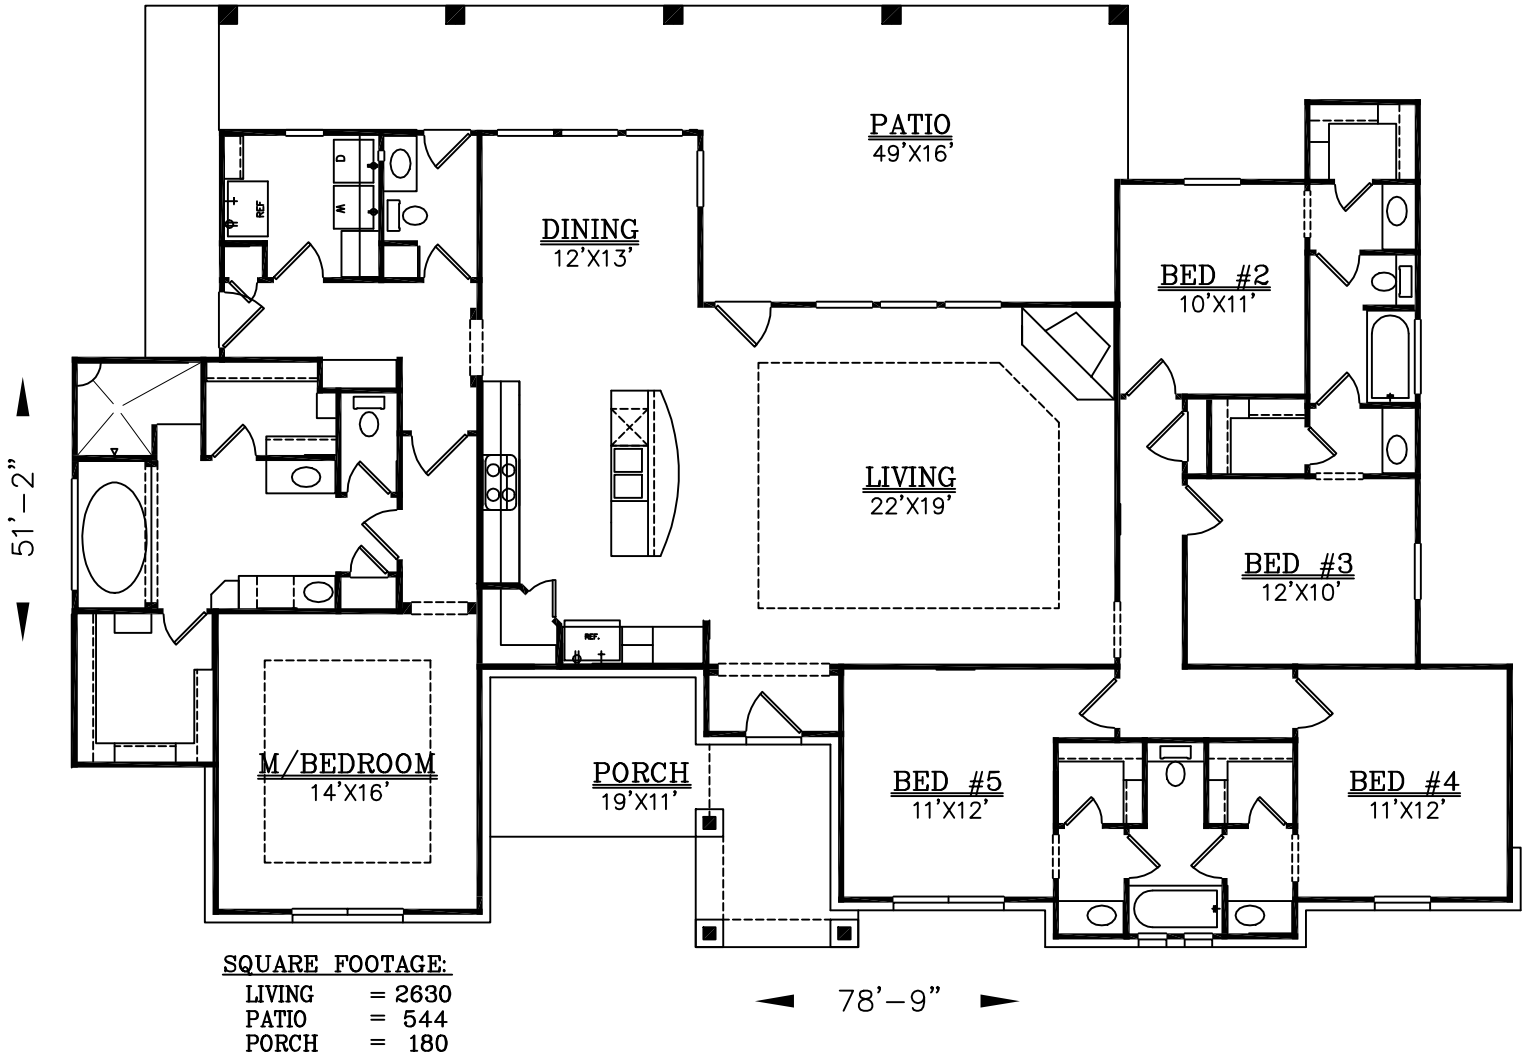 PATIO
49'X16'
D
W
REF
DINING
12'X13'
BED #2
10'X11'
LIVING
22'X19'
51'-2"
BED #3
12'X10'
REF.
M/BEDROOM
14'X16'
PORCH
19'X11'
BED #5
11'X12'
BED #4
11'X12'
SQUARE FOOTAGE:
LIVING = 2630
PATIO = 544
PORCH = 180
78'-9"